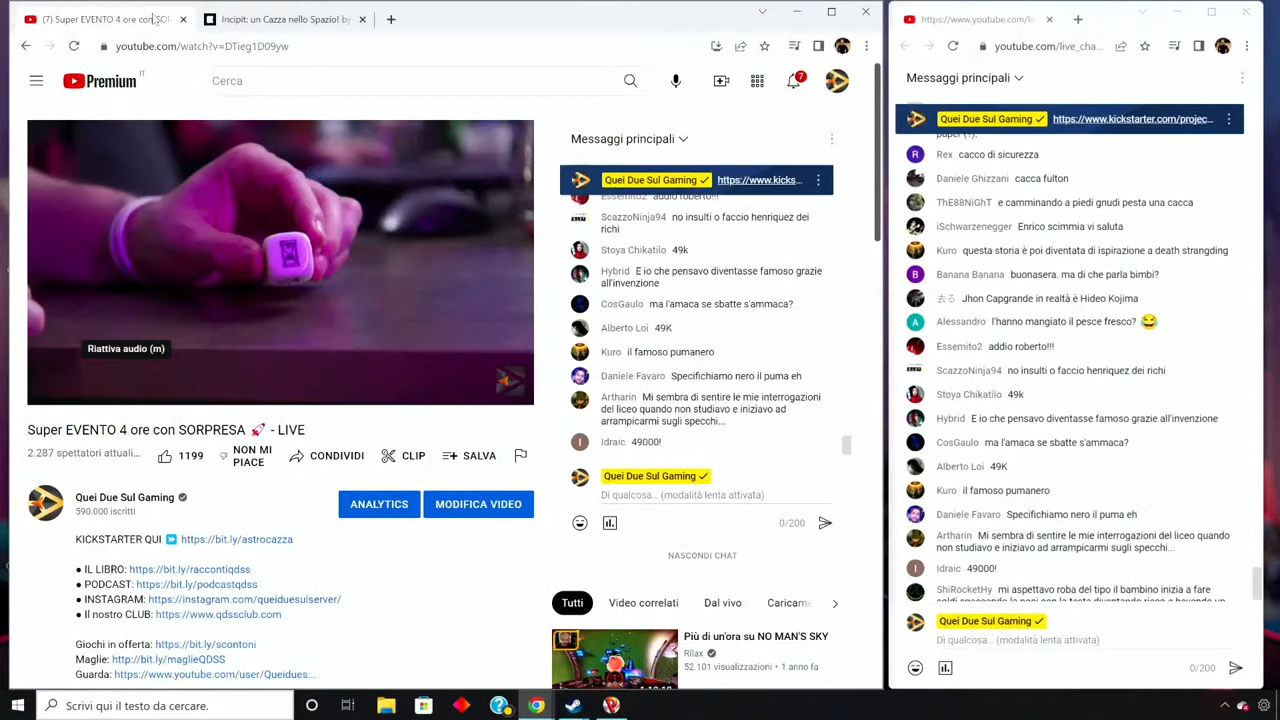 (7) Super EVENTO 4 ore con SOR
Incipit: un Cazza nello Spazio! by
https://www.youtube.com/li
youtube.com/watch?v=DTieg1D09yw
youtube.com/live_cha...
Premium IT
Cerca
7
Messaggi principali
Quei Due Sul Gaming https://www.kicks...
Essemito2 addio roberto!!!
ScazzoNinja94 no insulti o faccio henriquez dei
richi
Stoya Chikatilo 49k
Hybrid E io che pensavo diventasse famoso grazie
all'invenzione
CosGaulo ma l'amaca se sbatte s'ammaca?
Alberto Loi 49K
Kuro il famoso pumanero
Daniele Favaro Specifichiamo nero il puma eh
Artharin Mi sembra di sentire le mie interrogazioni
del liceo quando non studiavo e iniziavo ad
arrampicarmi sugli specchi...
Idraic 49000!
Quei Due Sul Gaming
Di qualcosa... (modalità lenta attivata)
0/200
NASCONDI CHAT
Tutti Video correlati Dal vivo Caricame
Più di un'ora su NO MAN'S SKY
Rilax
52.101 visualizzazioni • 1 anno fa
Riattiva audio (m)
Super EVENTO 4 ore con SORPRESA 🚀 - LIVE
2.287 spettatori attuali... 1199 NON MI
PIACE CONDIVIDI CLIP SALVA
Quei Due Sul Gaming
590.000 iscritti
ANALYTICS MODIFICA VIDEO
KICKSTARTER QUI ⏩ https://bit.ly/astrocazza
● IL LIBRO: https://bit.ly/raccontiqdss
● PODCAST: https://bit.ly/podcastqdss
● INSTAGRAM: https://instagram.com/queiduesulserver/
● Il nostro CLUB: https://www.qdssclub.com
Giochi in offerta: https://bit.ly/scontoni
Maglie: http://bit.ly/maglieQDSS
Guarda: https://www.youtube.com/user/Queidues...
Messaggi principali
Quei Due Sul Gaming https://www.kickstarter.com/projec...
paper (?).
Rex cacco di sicurezza
Daniele Ghizzani cacca fulton
ThE88NiGhT e camminando a piedi gnudi pesta una cacca
iSchwarzenegger Enrico scimmia vi saluta
Kuro questa storia è poi diventata di ispirazione a death strangding
Banana Banana buonasera. ma di che parla bimbi?
去る Jhon Capgrande in realtà è Hideo Kojima
Alessandro l'hanno mangiato il pesce fresco? 😂
Essemito2 addio roberto!!!
ScazzoNinja94 no insulti o faccio henriquez dei richi
Stoya Chikatilo 49k
Hybrid E io che pensavo diventasse famoso grazie all'invenzione
CosGaulo ma l'amaca se sbatte s'ammaca?
Alberto Loi 49K
Kuro il famoso pumanero
Daniele Favaro Specifichiamo nero il puma eh
Artharin Mi sembra di sentire le mie interrogazioni del liceo quando
non studiavo e iniziavo ad arrampicarmi sugli specchi...
Idraic 49000!
ShiRocketHy mi aspettavo roba del tipo il bambino inizia a fare
Quei Due Sul Gaming
Di qualcosa... (modalità lenta attivata)
0/200
Scrivi qui il testo da cercare.